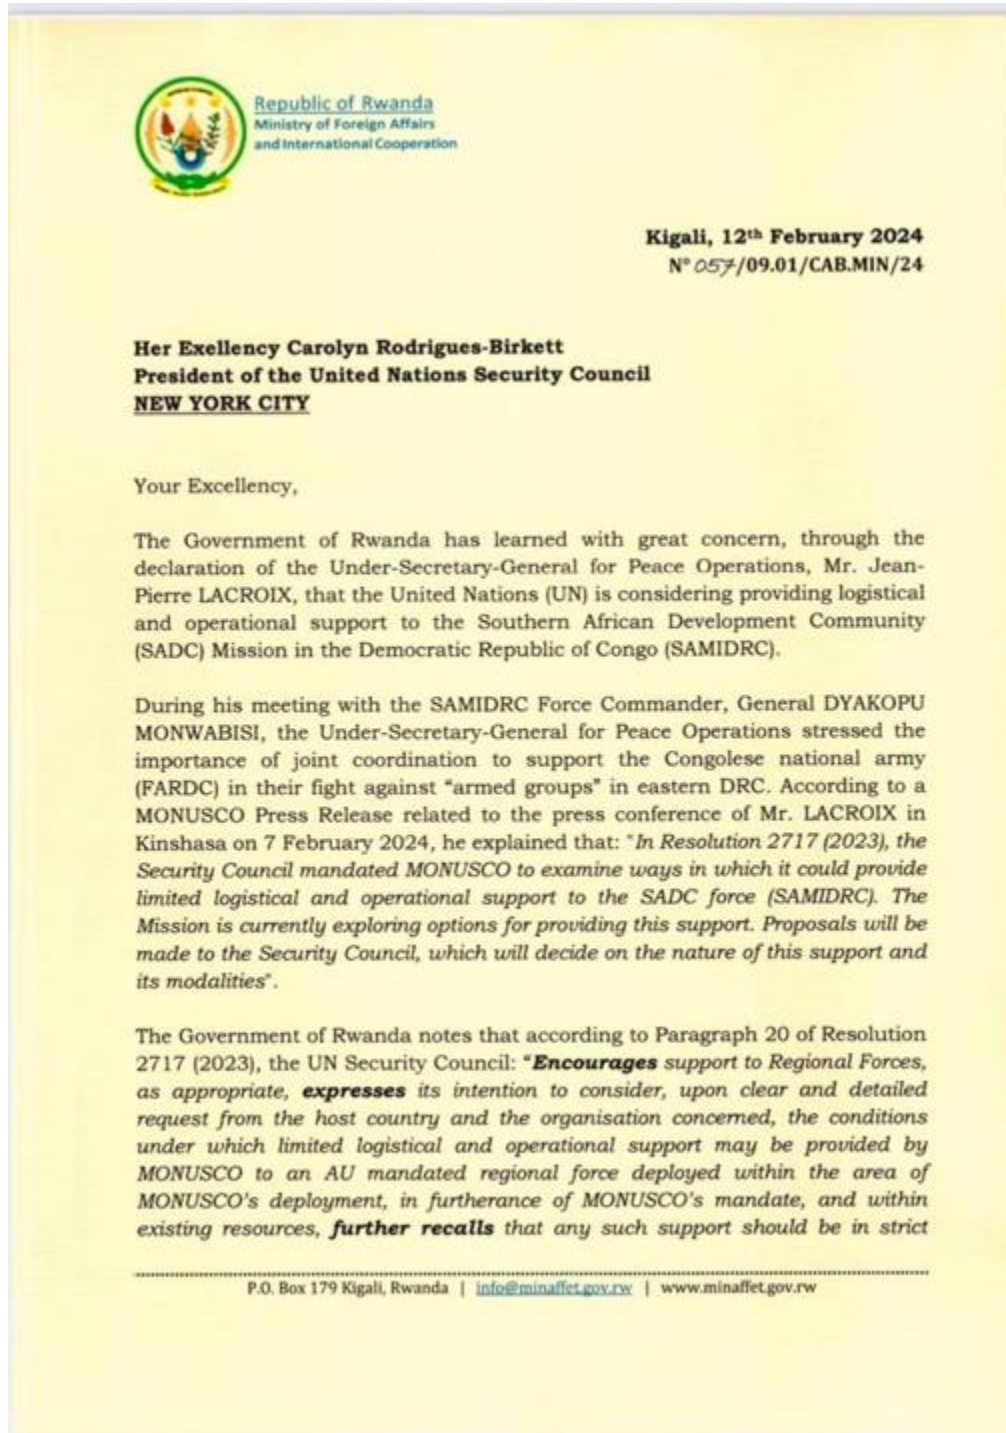 Republic of Rwanda
Ministry of Foreign Affairs
and International Cooperation
Kigali, 12th February 2024
N° 057/09.01/CAB.MIN/24
Her Exellency Carolyn Rodrigues-Birkett
President of the United Nations Security Council
NEW YORK CITY
Your Excellency,
The Government of Rwanda has learned with great concern, through the
declaration of the Under-Secretary-General for Peace Operations, Mr. Jean-
Pierre LACROIX, that the United Nations (UN) is considering providing logistical
and operational support to the Southern African Development Community
(SADC) Mission in the Democratic Republic of Congo (SAMIDRC).
During his meeting with the SAMIDRC Force Commander, General DYAKOPU
MONWABISI, the Under-Secretary-General for Peace Operations stressed the
importance of joint coordination to support the Congolese national army
(FARDC) in their fight against "armed groups" in eastern DRC. According to a
MONUSCO Press Release related to the press conference of Mr. LACROIX in
Kinshasa on 7 February 2024, he explained that: "In Resolution 2717 (2023), the
Security Council mandated MONUSCO to examine ways in which it could provide
limited logistical and operational support to the SADC force (SAMIDRC). The
Mission is currently exploring options for providing this support. Proposals will be
made to the Security Council, which will decide on the nature of this support and
its modalities".
The Government of Rwanda notes that according to Paragraph 20 of Resolution
2717 (2023), the UN Security Council: "Encourages support to Regional Forces,
as appropriate, expresses its intention to consider, upon clear and detailed
request from the host country and the organisation concerned, the conditions
under which limited logistical and operational support may be provided by
MONUSCO to an AU mandated regional force deployed within the area of
MONUSCO's deployment, in furtherance of MONUSCO's mandate, and within
existing resources, further recalls that any such support should be in strict
P.O. Box 179 Kigali, Rwanda | info@minaffet.gov.rw | www.minaffet.gov.rw